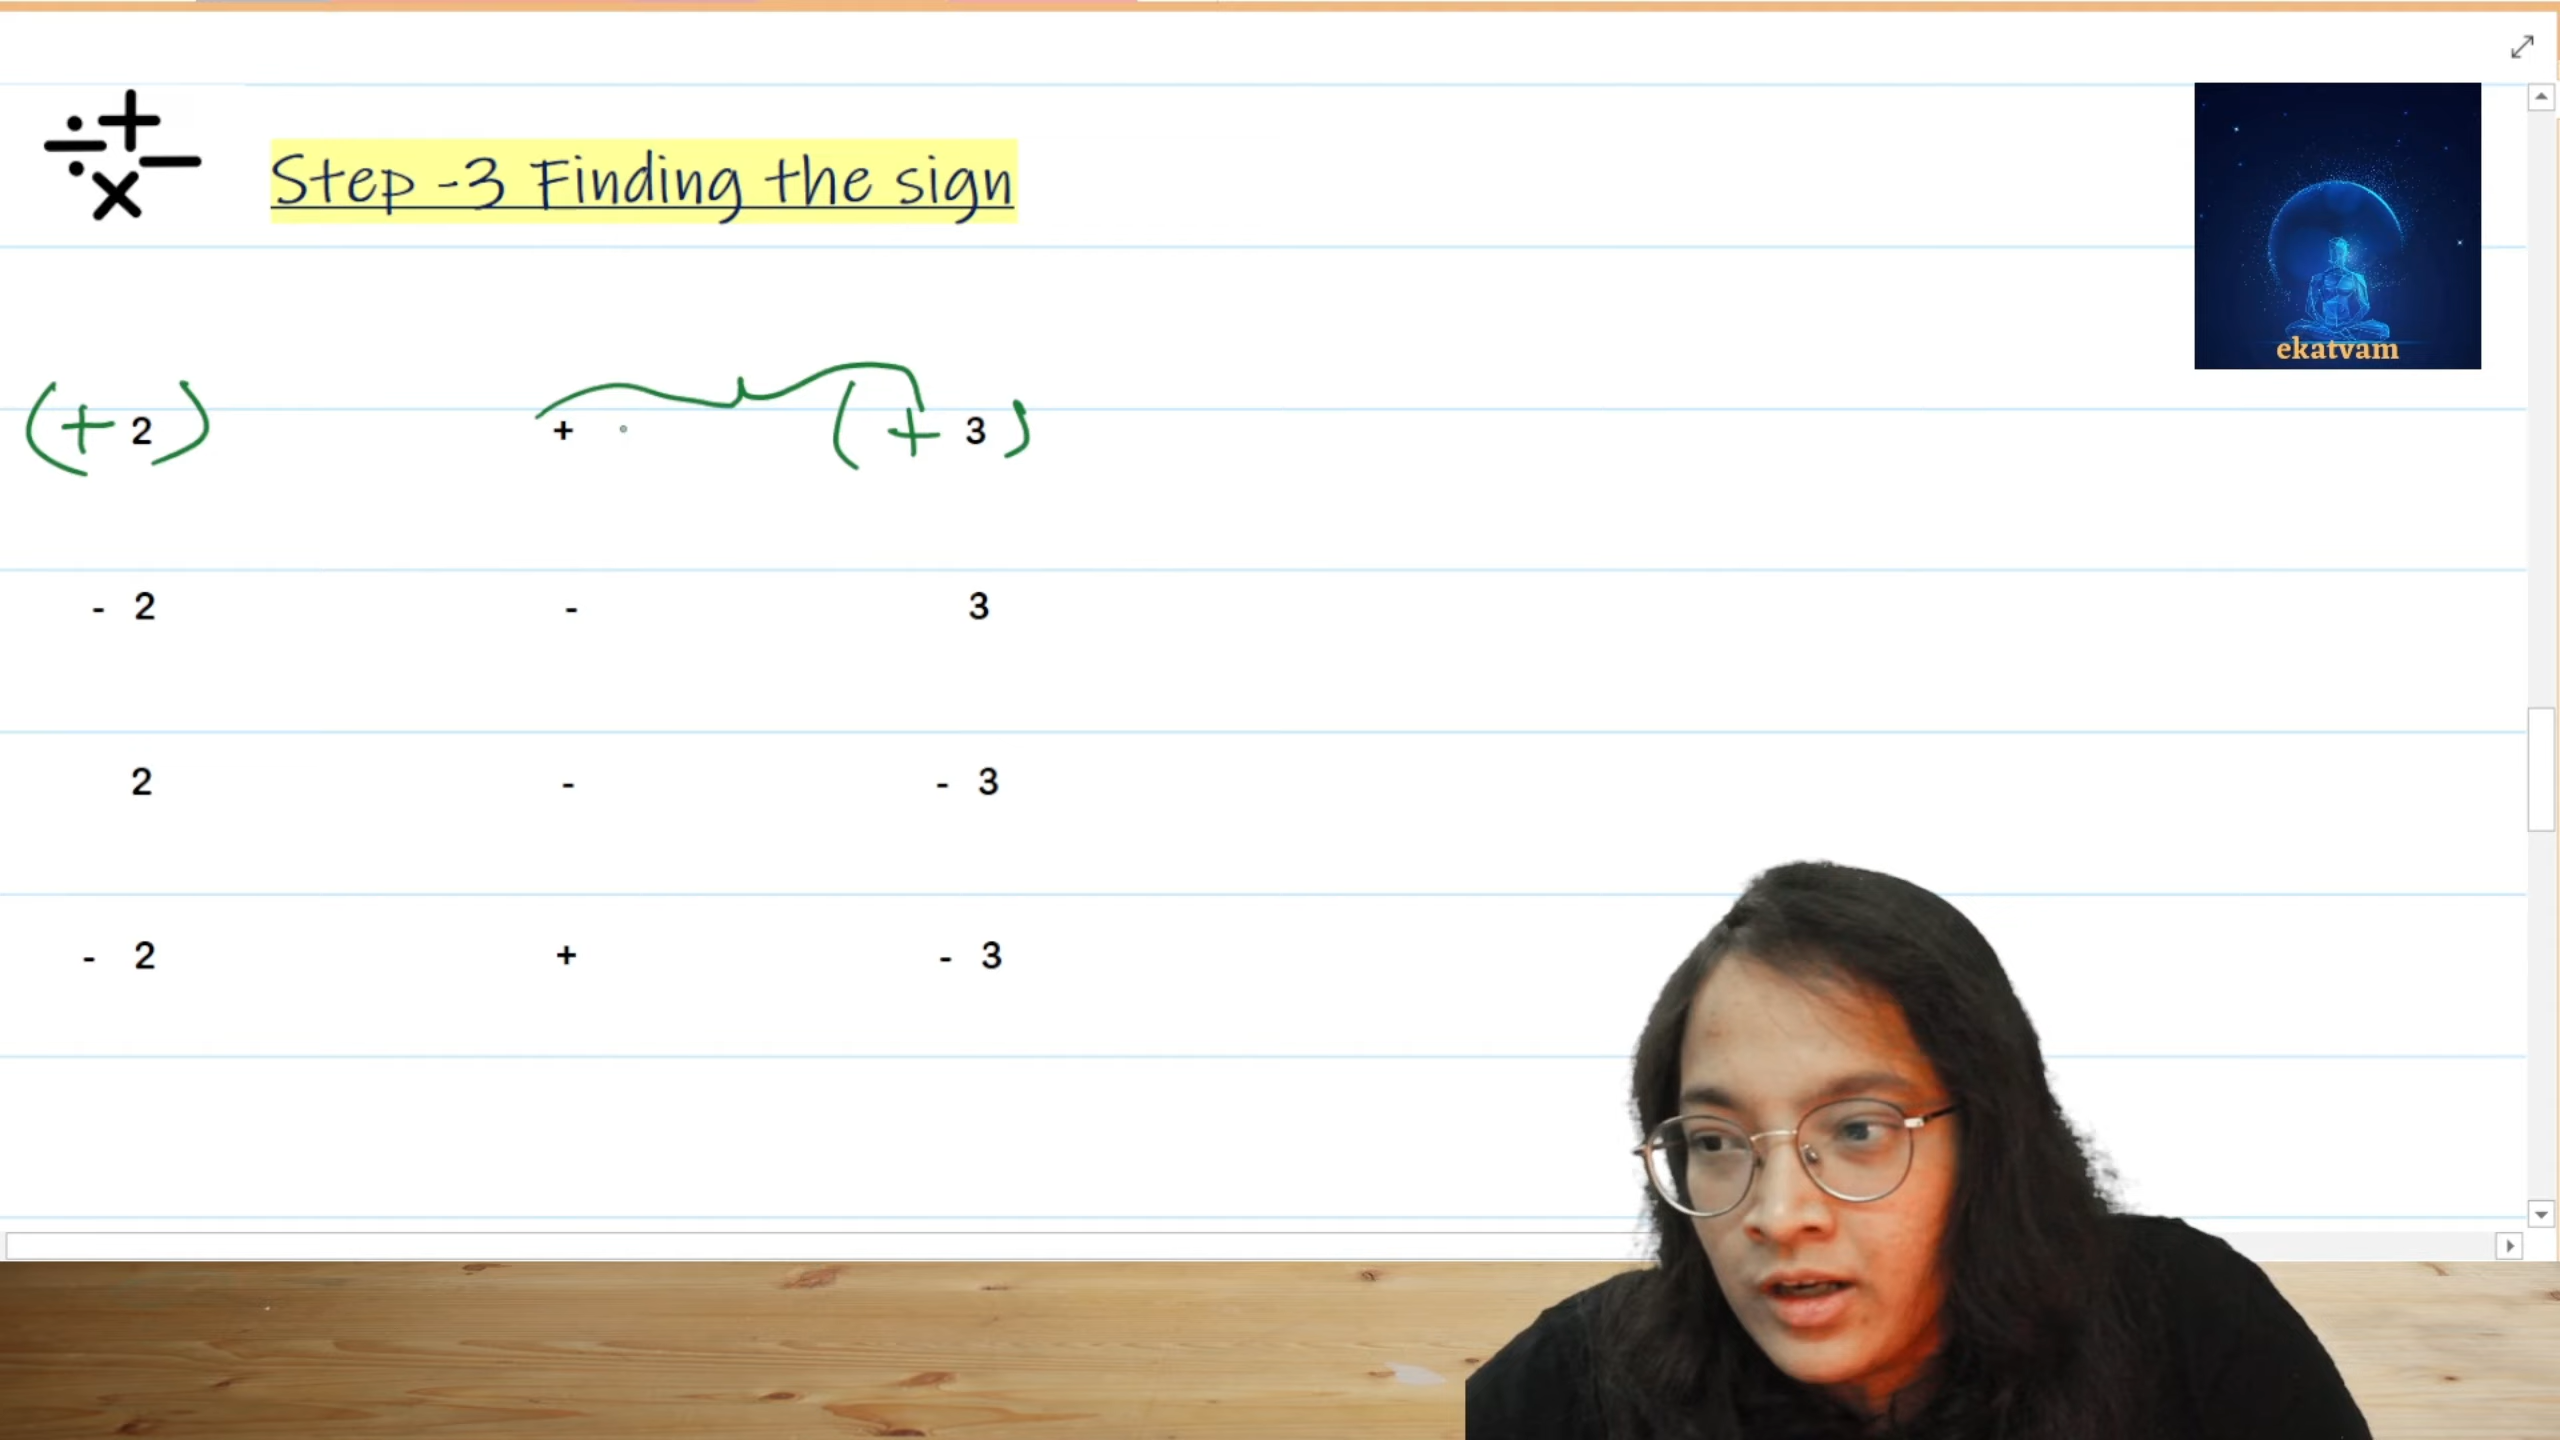 ÷ + - x
Step -3 Finding the sign
ekatvam
(+ 2) + (+ 3)
- 2 - 3
2 - - 3
- 2 + - 3